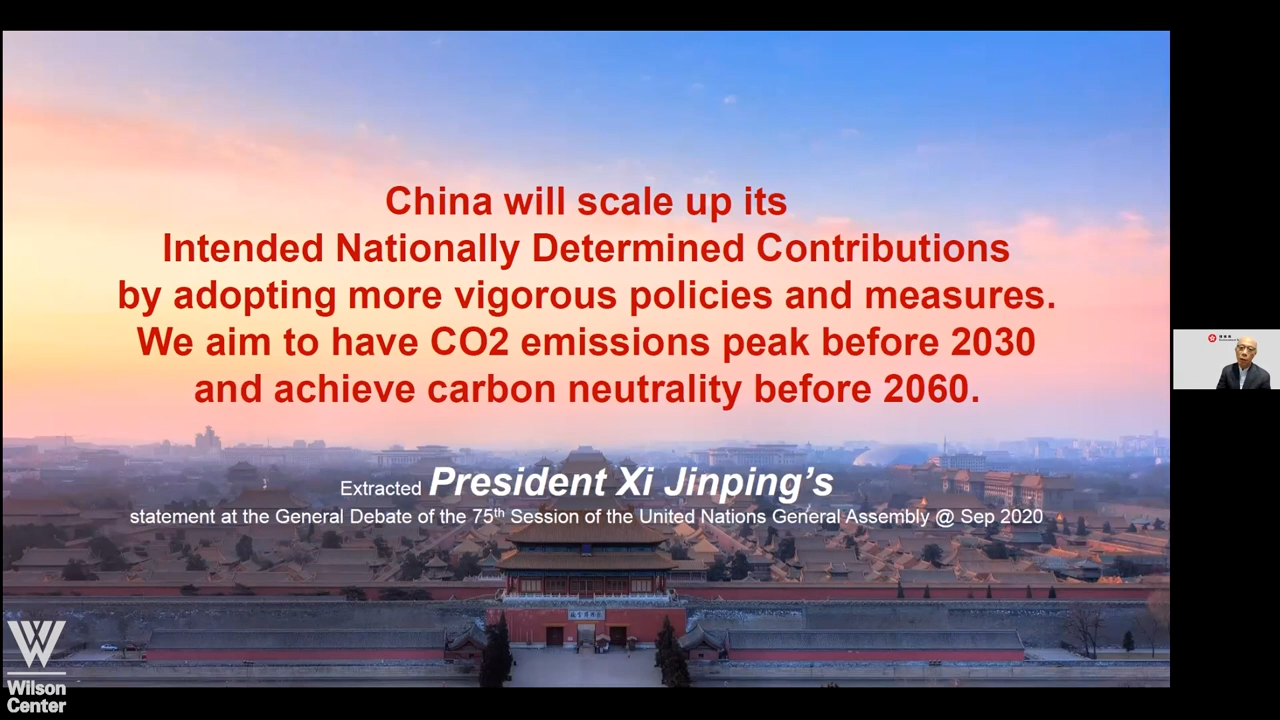 China will scale up its
Intended Nationally Determined Contributions
by adopting more vigorous policies and measures.
We aim to have CO2 emissions peak before 2030
and achieve carbon neutrality before 2060.
Extracted President Xi Jinping's
statement at the General Debate of the 75th Session of the United Nations General Assembly @ Sep 2020
Wilson
Center